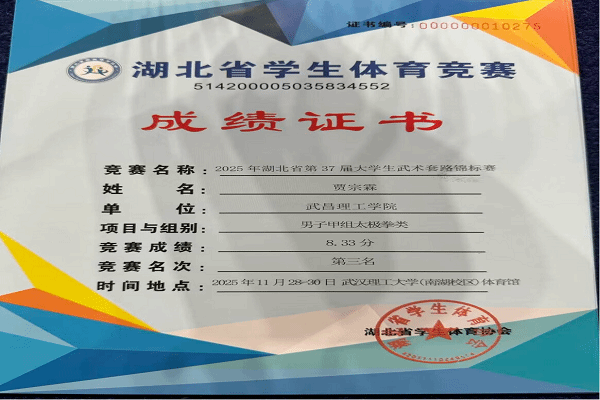 证书编号:D00000010275
湖北省学生体育竞赛
514200005035834552
成绩证书
竞赛名称:2025年湖北省第37届大学生武术套路锦标赛
姓名:贾宗霖
单位:武昌理工学院
项目与组别:男子甲组太极拳类
竞赛成绩:8.33分
竞赛名次:第三名
时间地点:2025年11月28-30日 武汉理工大学(南湖校区)体育馆
湖北省学生体育协会